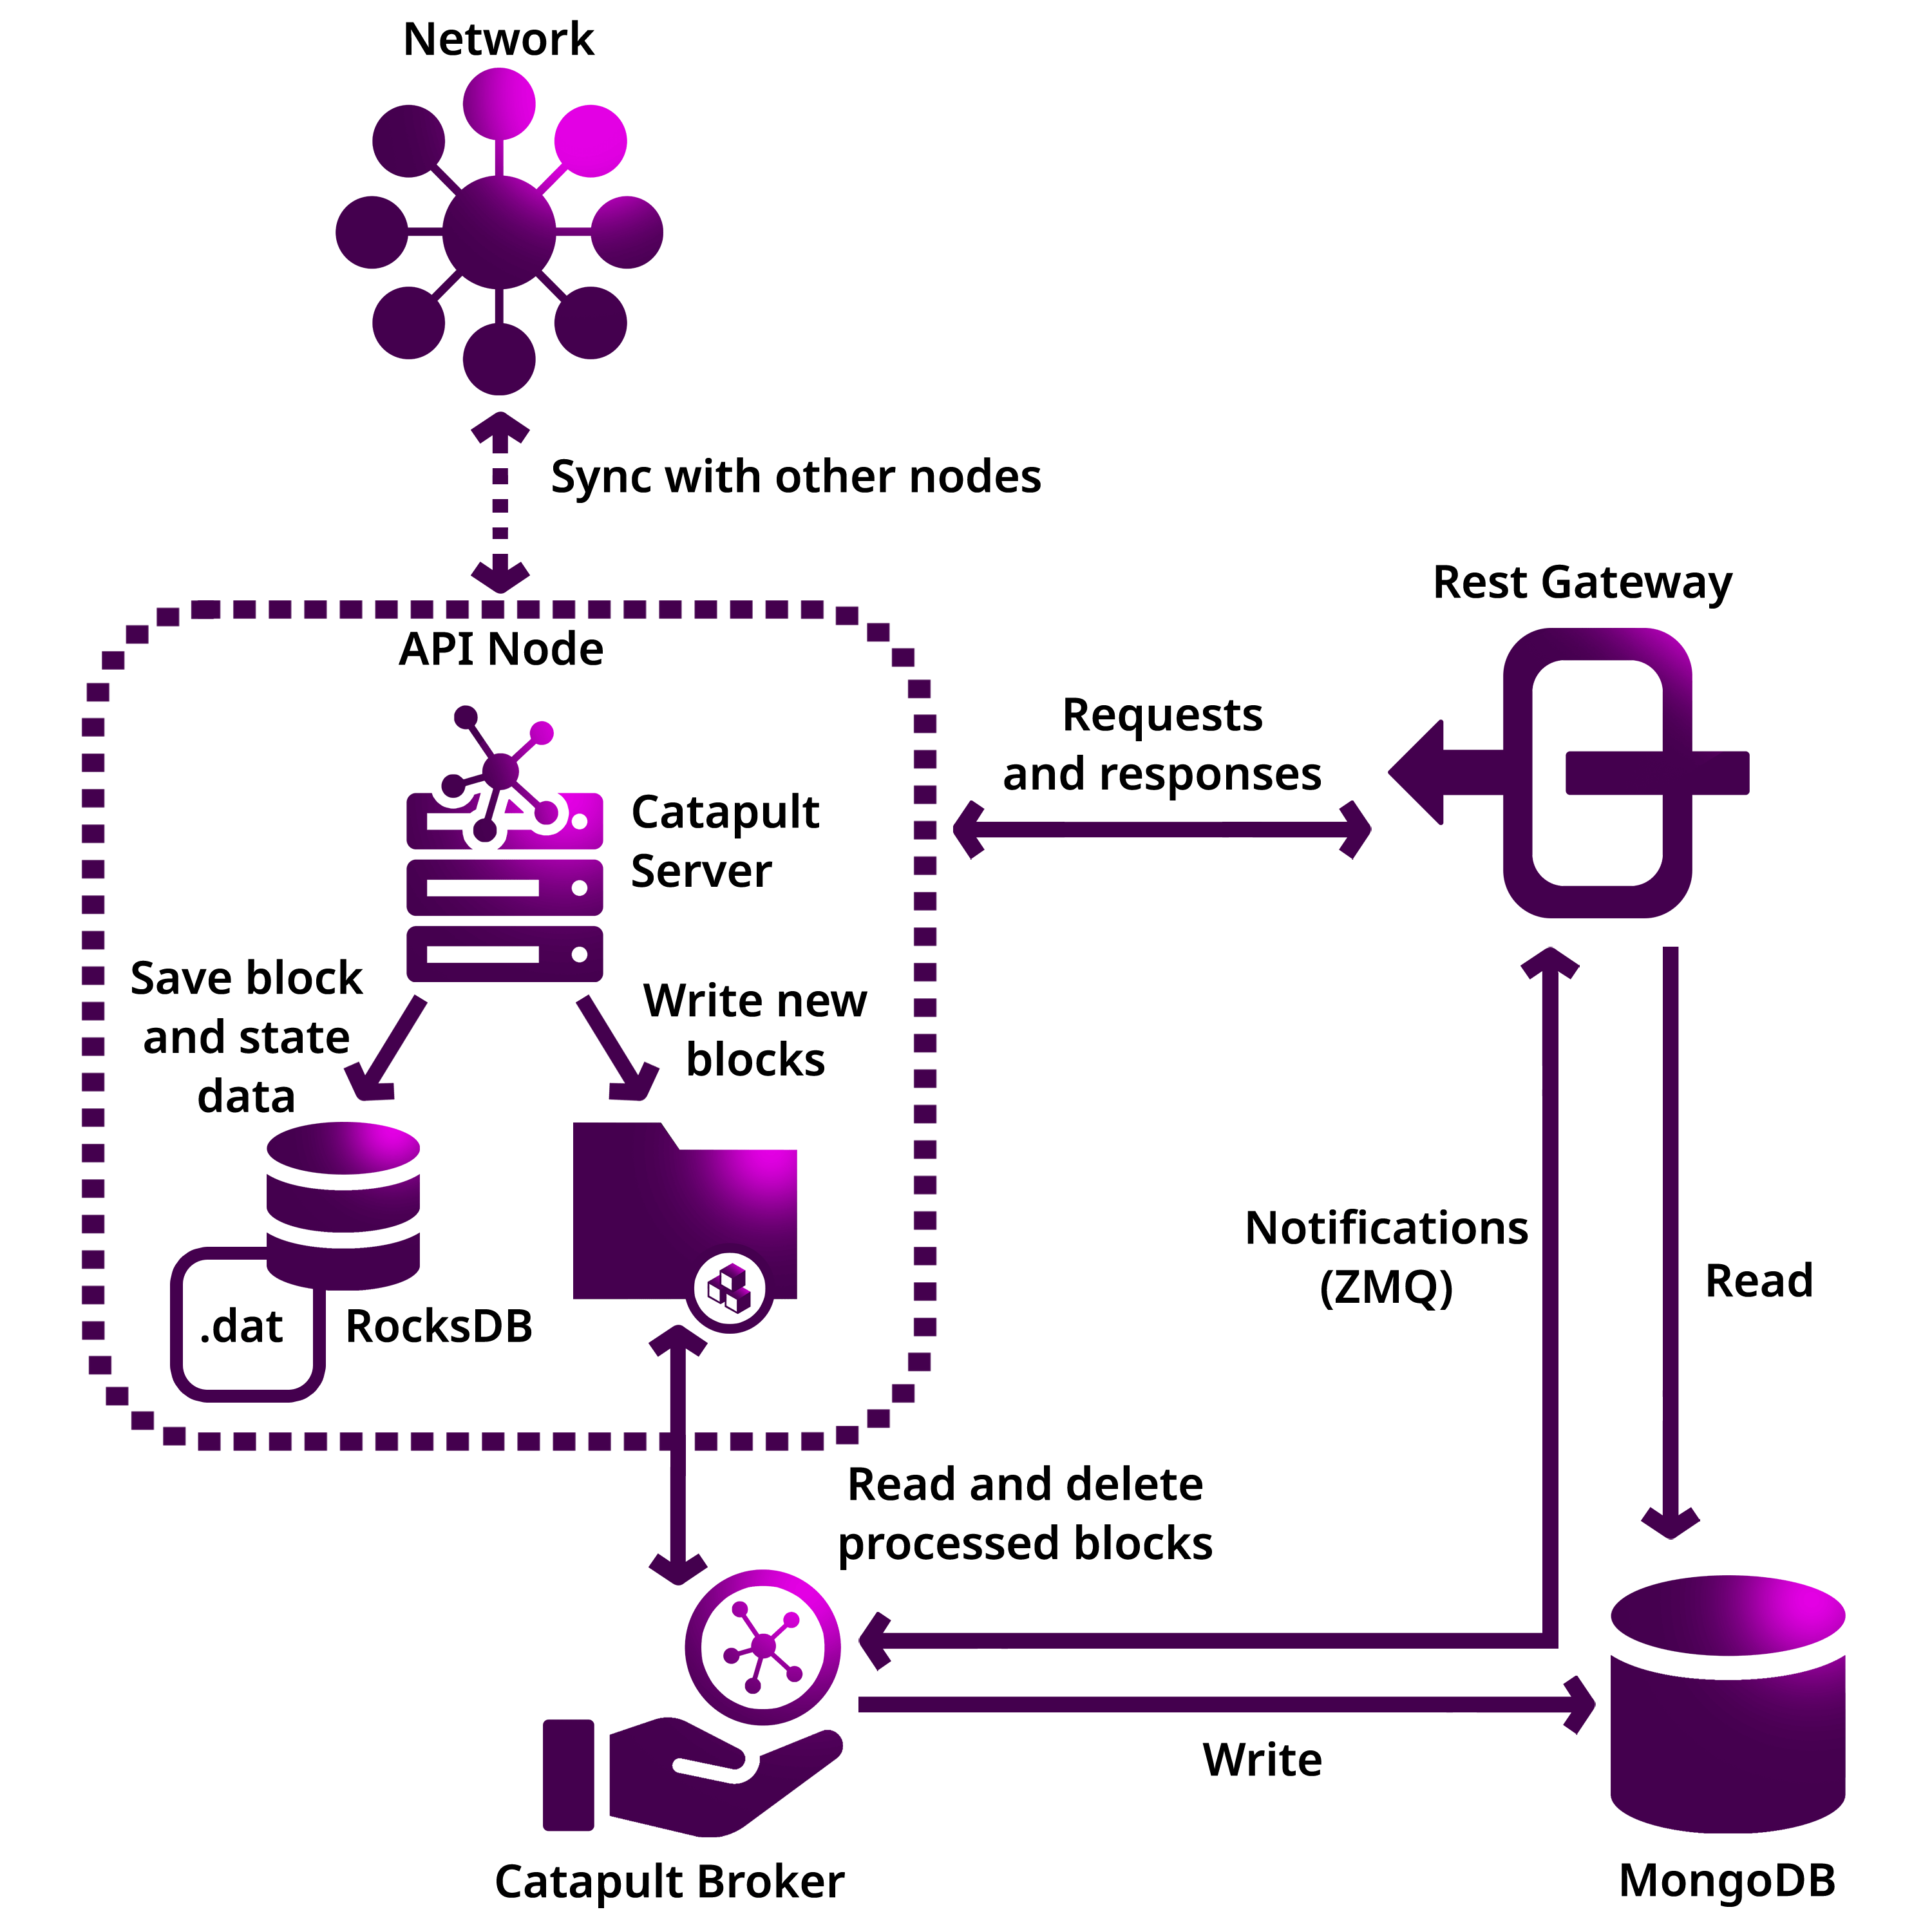 Network
Sync with other nodes
API Node
Catapult
Server
Save block
and state
data
Write new
blocks
.dat
RocksDB
Requests
and responses
Rest Gateway
Notifications
(ZMQ)
Read
Read and delete
processed blocks
Write
Catapult Broker
MongoDB